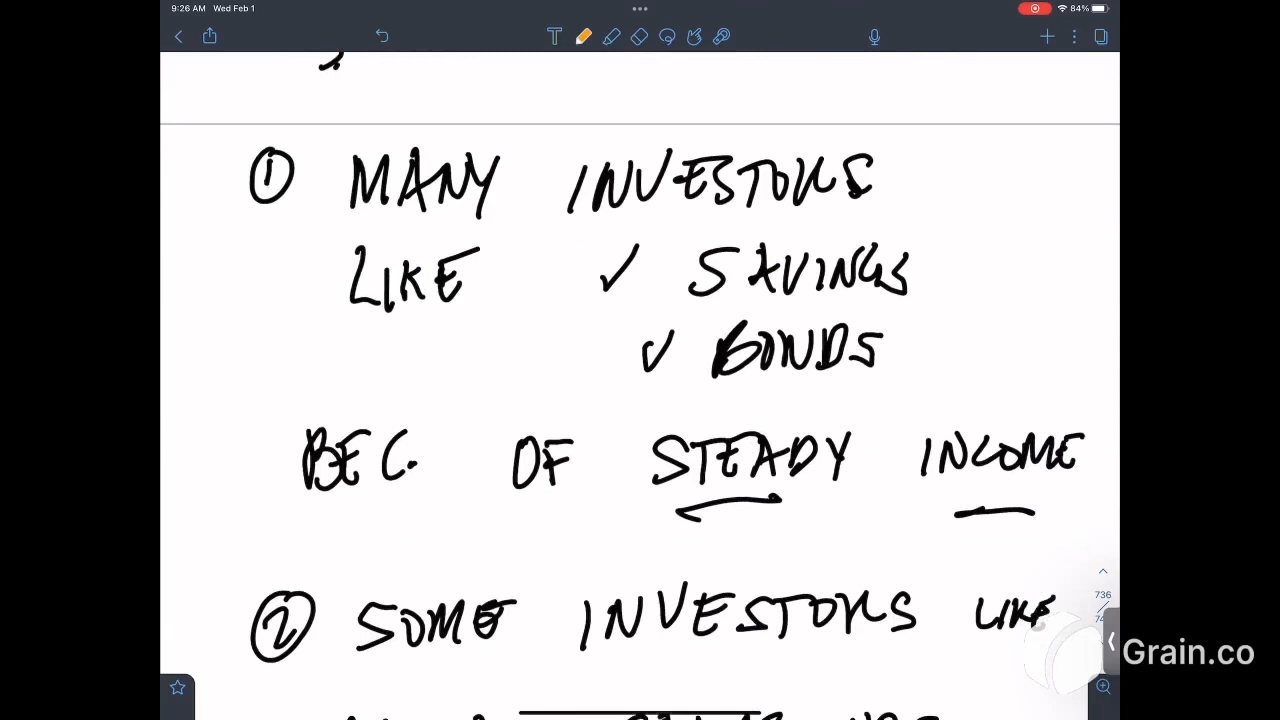 9:26 AM Wed Feb 1
84%
① MANY INVESTORS
LIKE ✓ SAVINGS
✓ BONDS
BEC. OF STEADY INCOME
② SOME INVESTORS LIKE
736
Grain.co